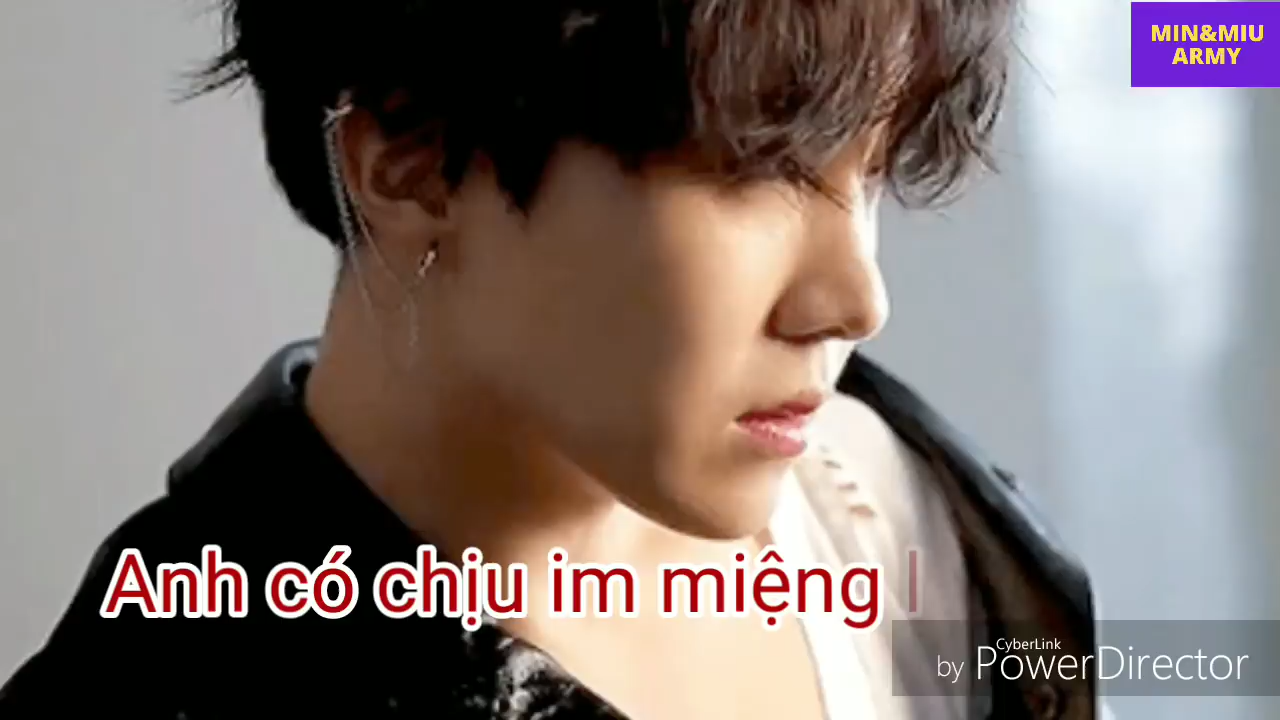 MIN&MIU
ARMY
Anh có chịu im miệng
CyberLink
by PowerDirector